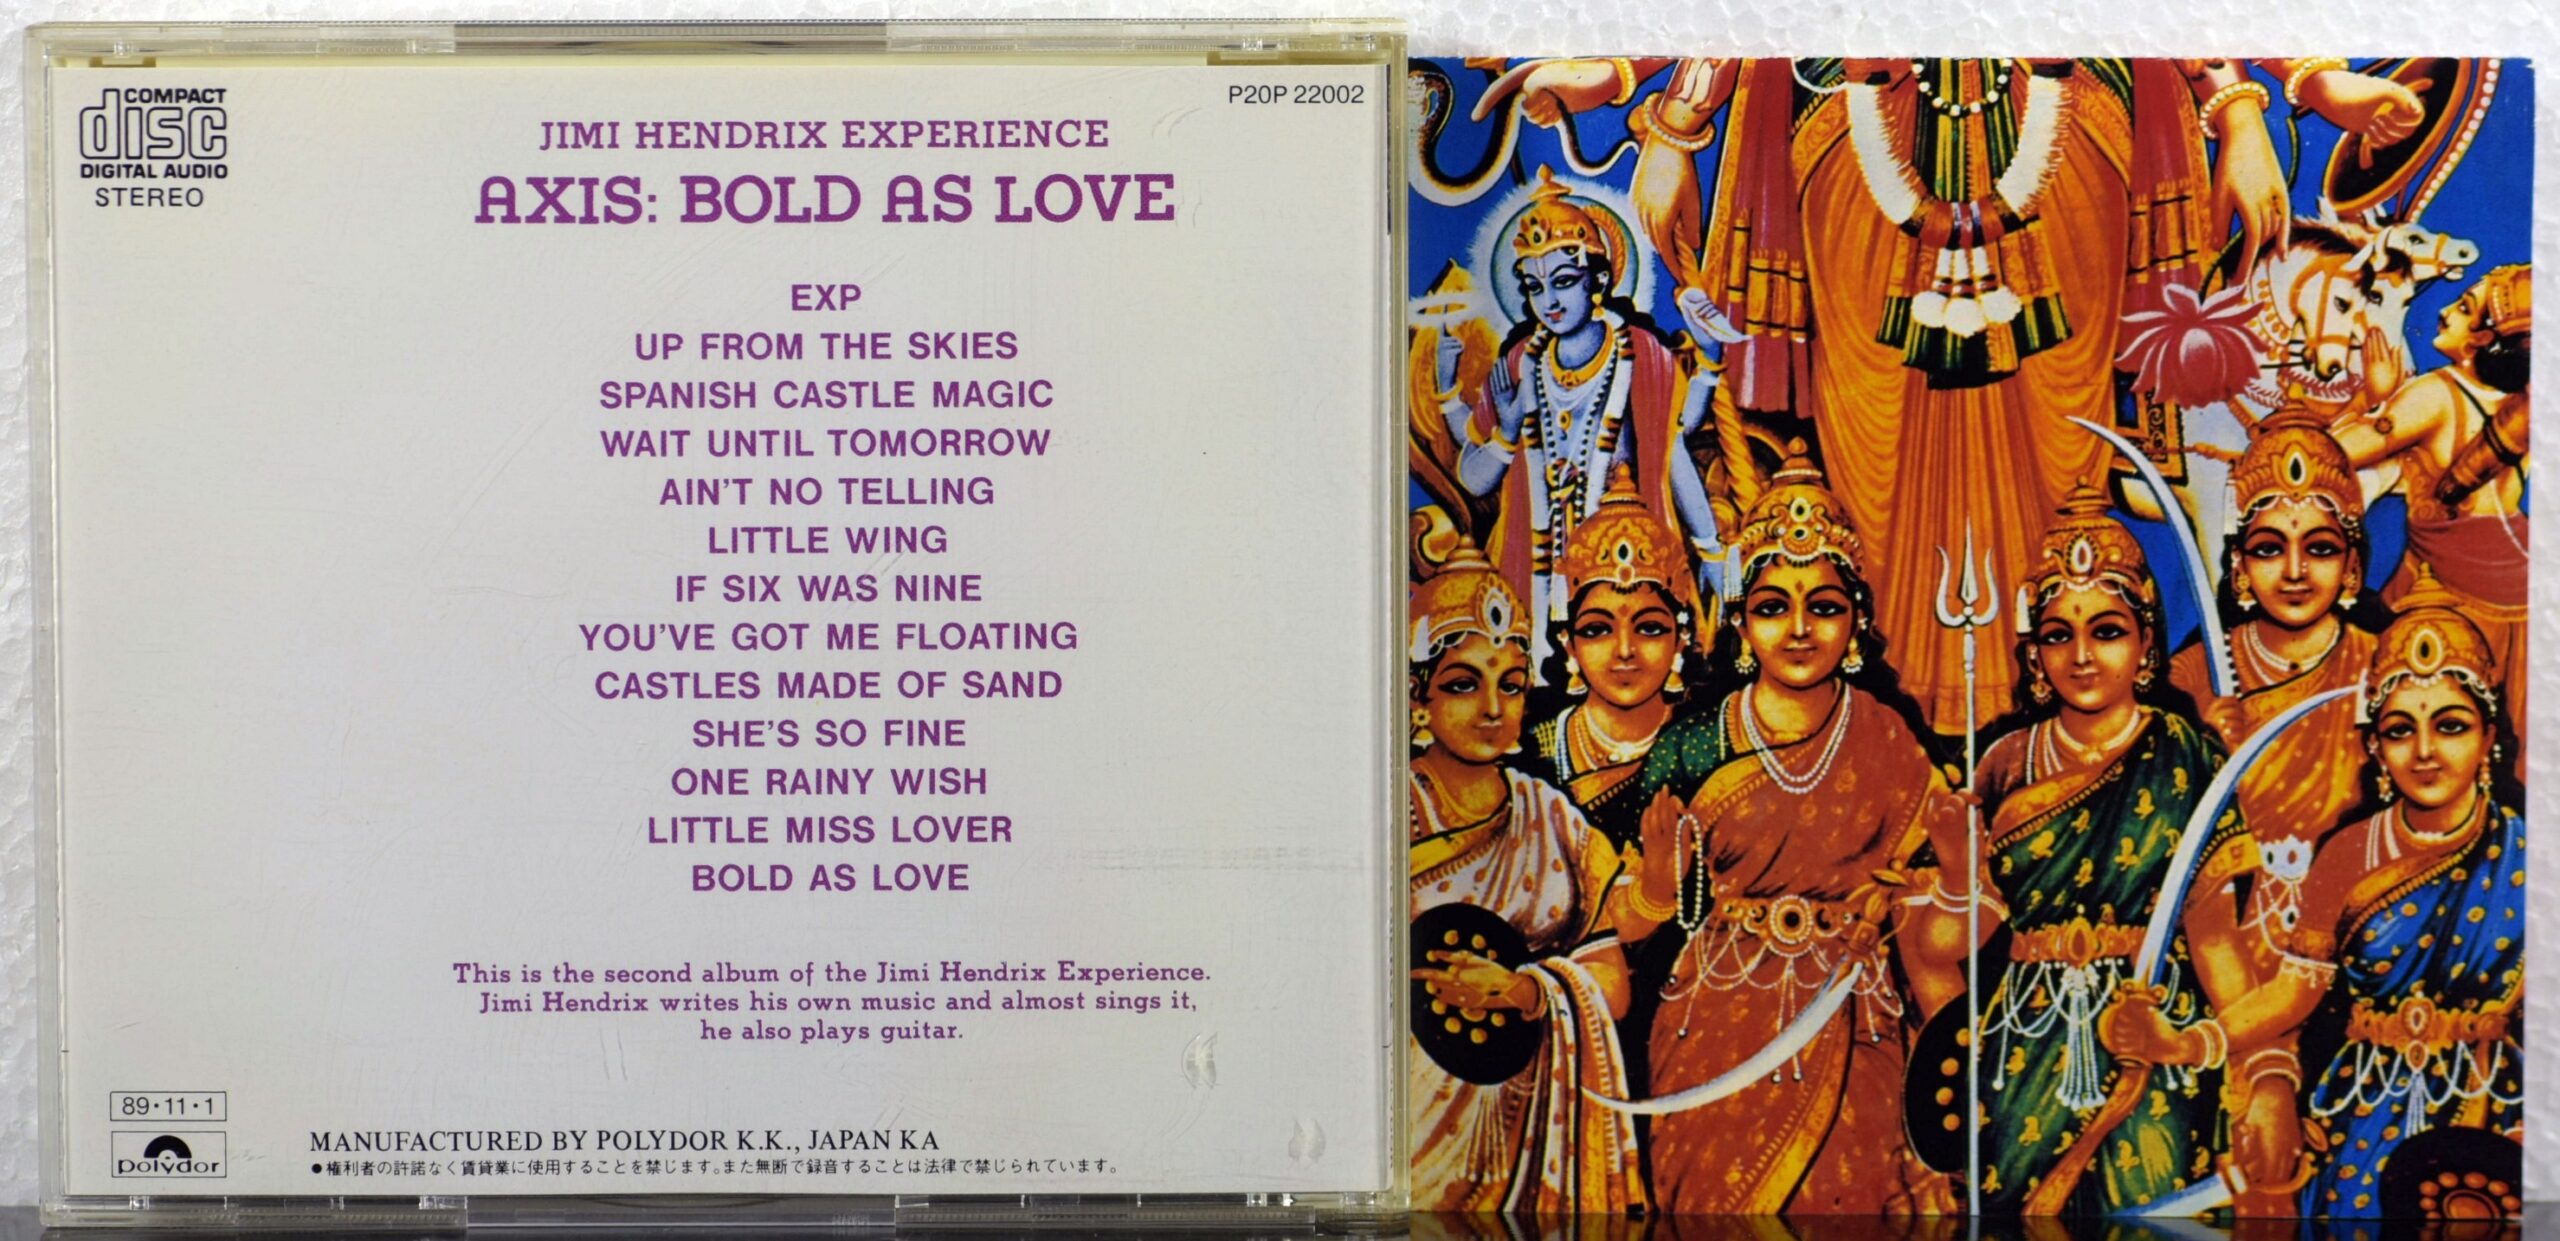 COMPACT
disc
DIGITAL AUDIO
STEREO
P20P 22002
JIMI HENDRIX EXPERIENCE
AXIS: BOLD AS LOVE
EXP
UP FROM THE SKIES
SPANISH CASTLE MAGIC
WAIT UNTIL TOMORROW
AIN'T NO TELLING
LITTLE WING
IF SIX WAS NINE
YOU'VE GOT ME FLOATING
CASTLES MADE OF SAND
SHE'S SO FINE
ONE RAINY WISH
LITTLE MISS LOVER
BOLD AS LOVE
This is the second album of the Jimi Hendrix Experience.
Jimi Hendrix writes his own music and almost sings it,
he also plays guitar.
89・11・1
polydor
MANUFACTURED BY POLYDOR K.K., JAPAN KA
●権利者の許諾なく賃貸業に使用することを禁じます。また無断で録音することは法律で禁じられています。